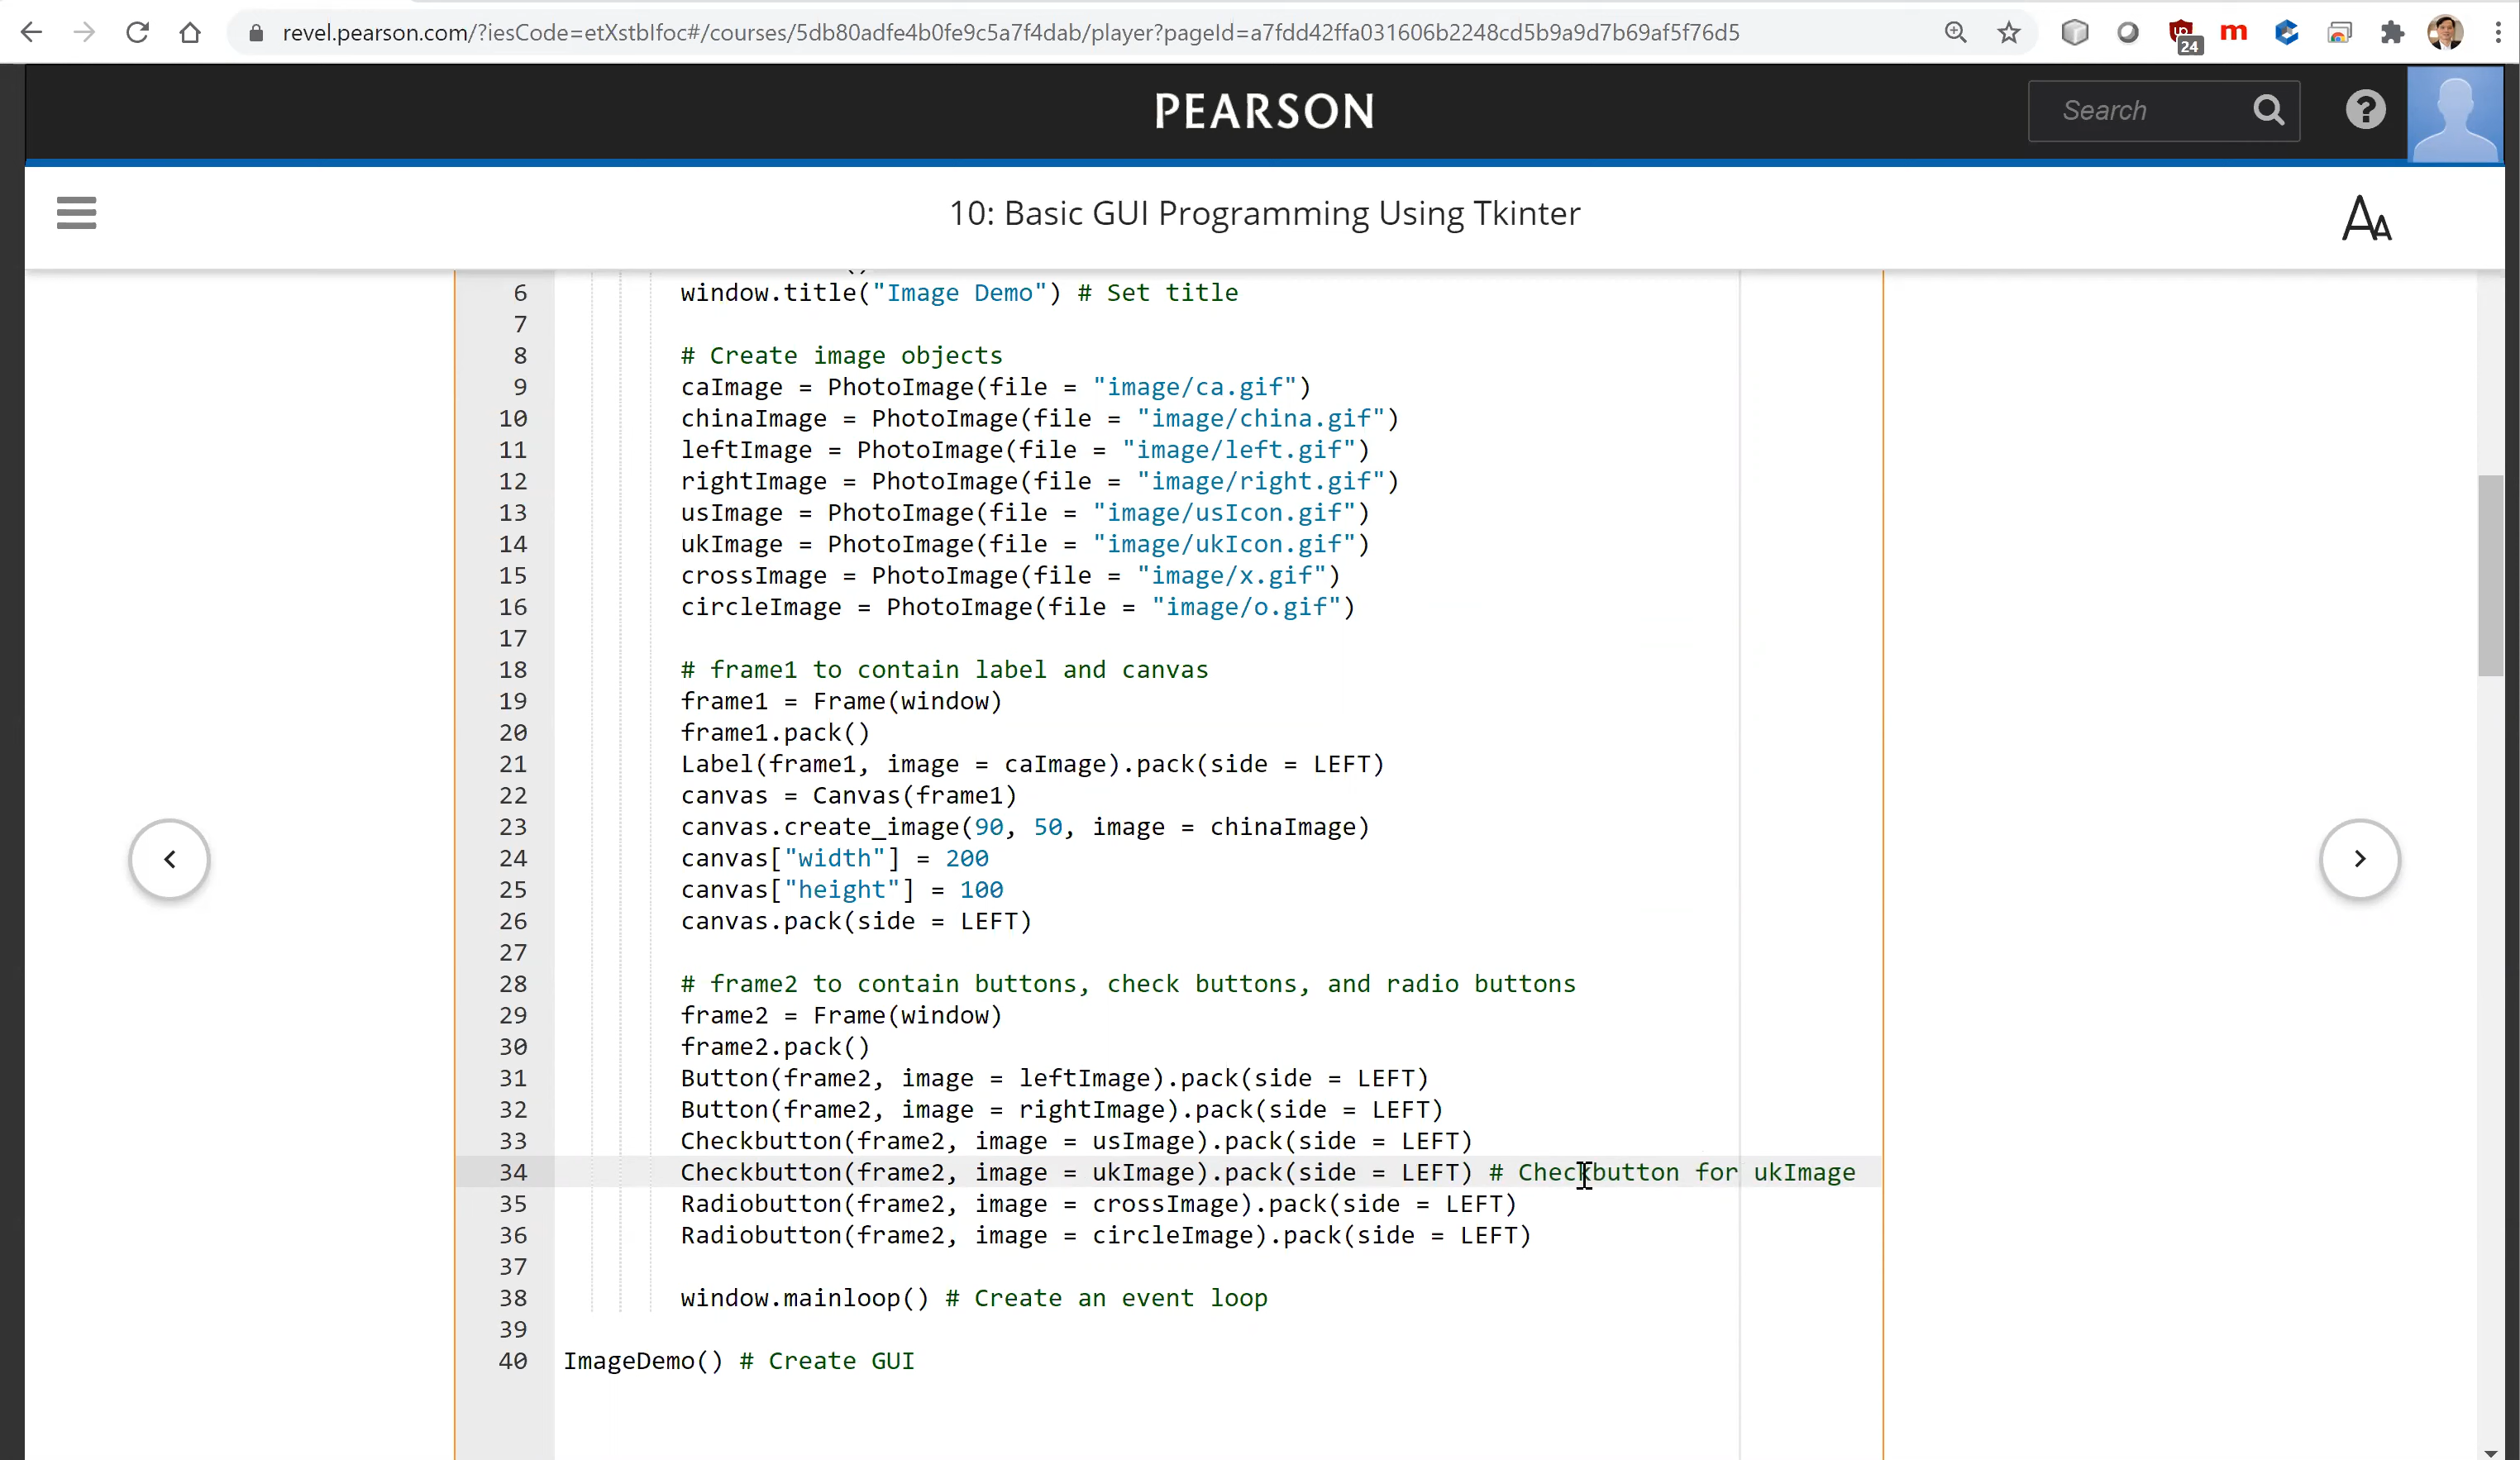 revel.pearson.com/?iesCode=etXstbIfoc#/courses/5db80adfe4b0fe9c5a7f4dab/player?pageId=a7fdd42ffa031606b2248cd5b9a9d7b69af5f76d5
24
m
PEARSON
Search
?
10: Basic GUI Programming Using Tkinter
AA
6 window.title("Image Demo") # Set title
7
8 # Create image objects
9 caImage = PhotoImage(file = "image/ca.gif")
10 chinaImage = PhotoImage(file = "image/china.gif")
11 leftImage = PhotoImage(file = "image/left.gif")
12 rightImage = PhotoImage(file = "image/right.gif")
13 usImage = PhotoImage(file = "image/usIcon.gif")
14 ukImage = PhotoImage(file = "image/ukIcon.gif")
15 crossImage = PhotoImage(file = "image/x.gif")
16 circleImage = PhotoImage(file = "image/o.gif")
17
18 # frame1 to contain label and canvas
19 frame1 = Frame(window)
20 frame1.pack()
21 Label(frame1, image = caImage).pack(side = LEFT)
22 canvas = Canvas(frame1)
23 canvas.create_image(90, 50, image = chinaImage)
24 canvas["width"] = 200
25 canvas["height"] = 100
26 canvas.pack(side = LEFT)
27
28 # frame2 to contain buttons, check buttons, and radio buttons
29 frame2 = Frame(window)
30 frame2.pack()
31 Button(frame2, image = leftImage).pack(side = LEFT)
32 Button(frame2, image = rightImage).pack(side = LEFT)
33 Checkbutton(frame2, image = usImage).pack(side = LEFT)
34 Checkbutton(frame2, image = ukImage).pack(side = LEFT) # Checkbutton for ukImage
35 Radiobutton(frame2, image = crossImage).pack(side = LEFT)
36 Radiobutton(frame2, image = circleImage).pack(side = LEFT)
37
38 window.mainloop() # Create an event loop
39
40 ImageDemo() # Create GUI